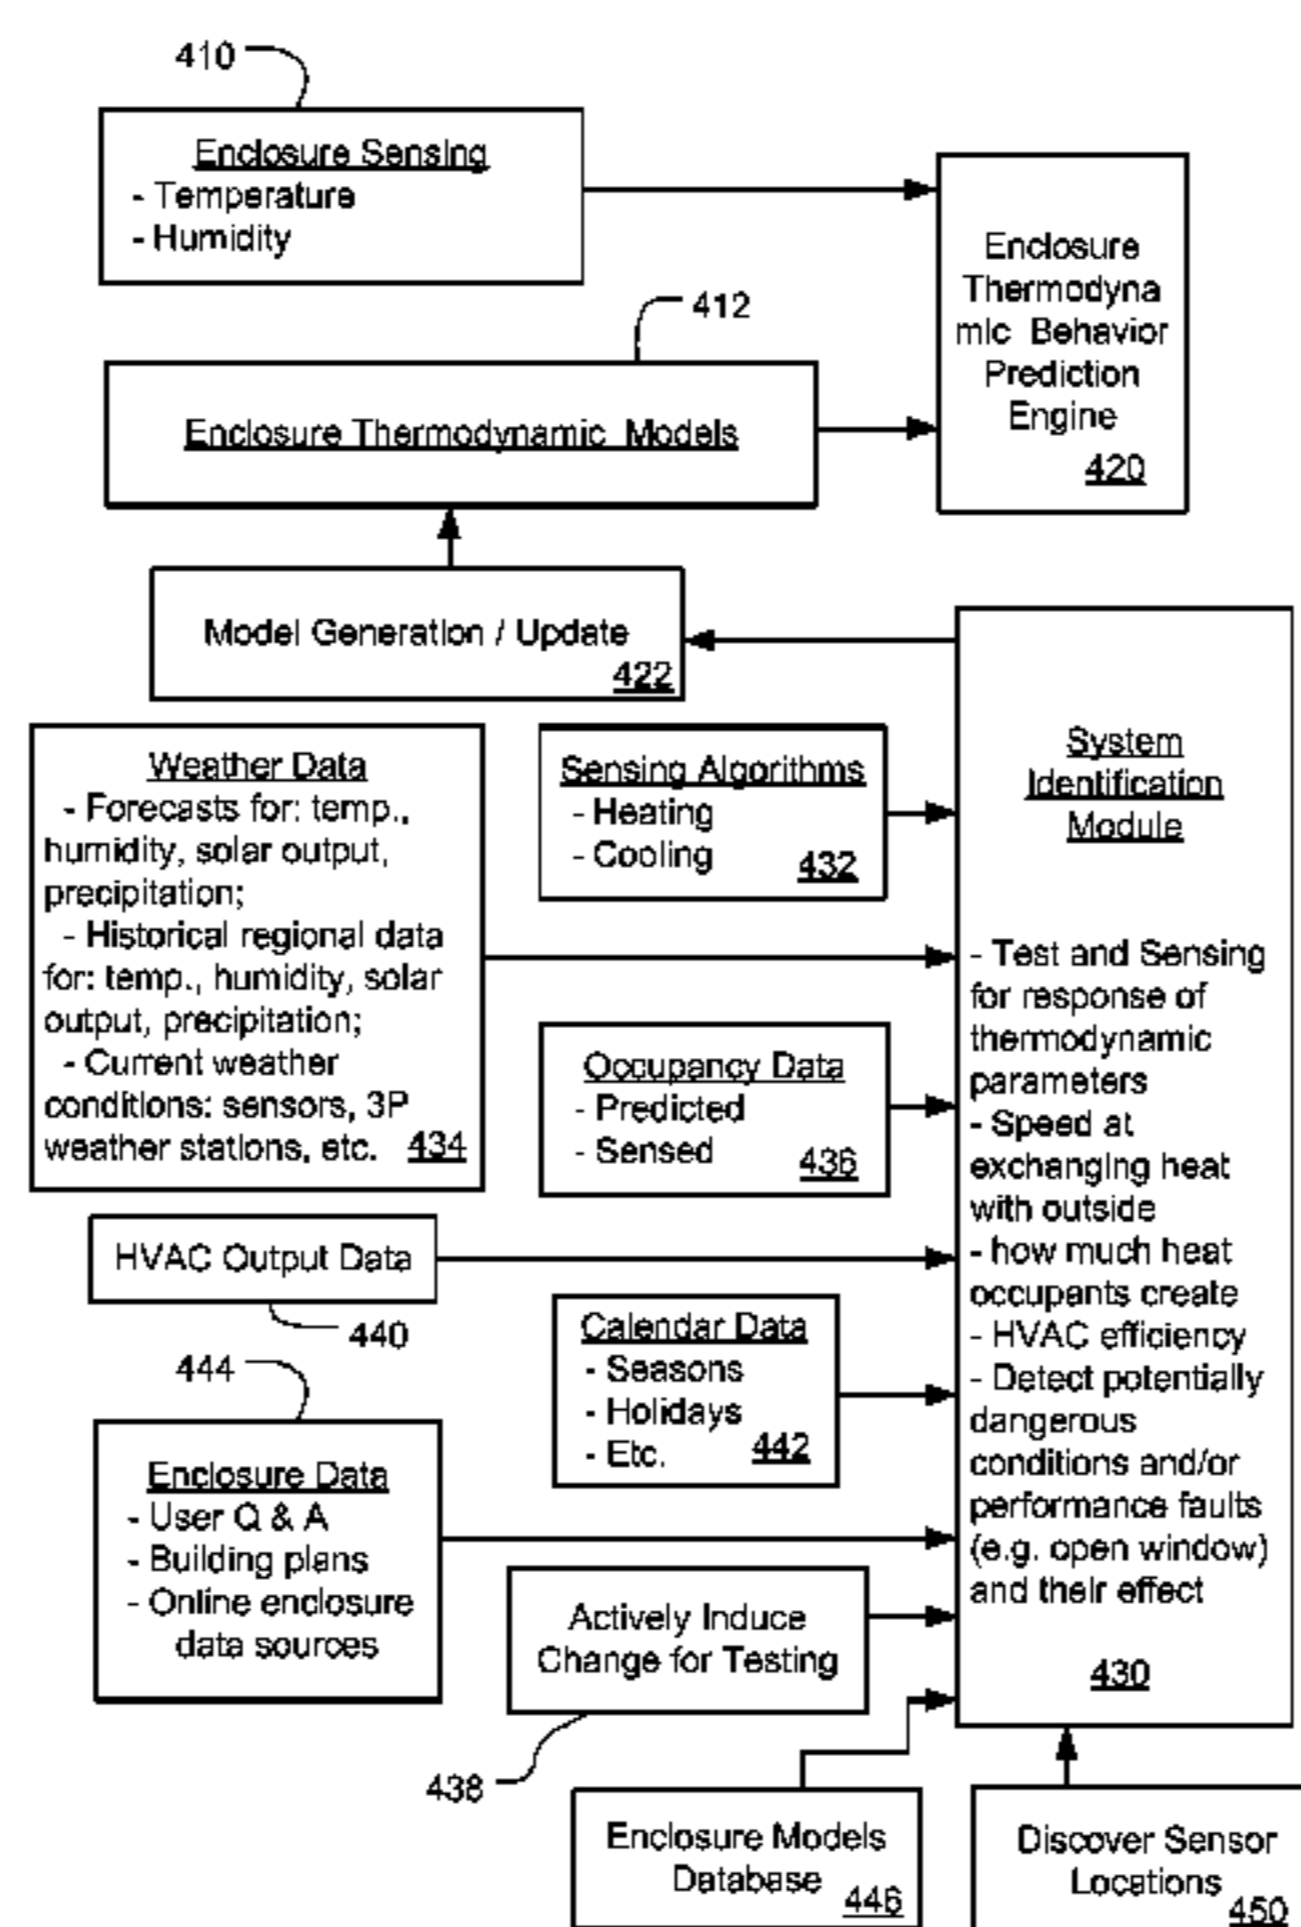 410
Enclosure Sensing
- Temperature
- Humidity
412
Enclosure Thermodynamic Models
Enclosure
Thermodyna
mic Behavior
Prediction
Engine
420
Model Generation / Update
422
Weather Data
- Forecasts for: temp.,
humidity, solar output,
precipitation;
- Historical regional data
for: temp., humidity, solar
output, precipitation;
- Current weather
conditions: sensors, 3P
weather stations, etc. 434
Sensing Algorithms
- Heating
- Cooling
432
Occupancy Data
- Predicted
- Sensed
436
HVAC Output Data
440
Calendar Data
- Seasons
- Holidays
- Etc.
442
444
Enclosure Data
- User Q & A
- Building plans
- Online enclosure
data sources
Actively Induce
Change for Testing
438
Enclosure Models
Database
446
System
Identification
Module
- Test and Sensing
for response of
thermodynamic
parameters
- Speed at
exchanging heat
with outside
- how much heat
occupants create
- HVAC efficiency
- Detect potentially
dangerous
conditions and/or
performance faults
(e.g. open window)
and their effect
430
Discover Sensor
Locations
450